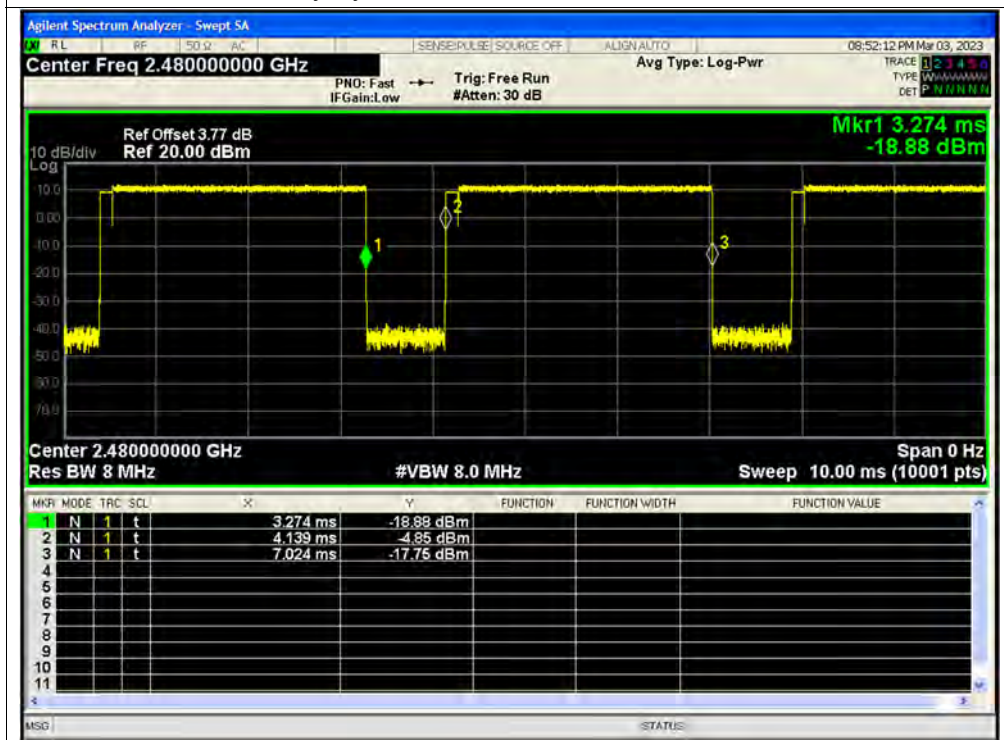 Agilent Spectrum Analyzer - Swept SA
RL RF 50 Ω AC SENSE:PULSE SOURCE OFF ALIGN AUTO 08:52:12 PM Mar 03, 2023
Center Freq 2.480000000 GHz Avg Type: Log-Pwr TRACE 1 2 3 4 5 6
PNO: Fast Trig: Free Run TYPE W
IFGain:Low #Atten: 30 dB DET P N N N N N
Mkr1 3.274 ms
Ref Offset 3.77 dB
10 dB/div Ref 20.00 dBm -18.88 dBm
Log
10.0
0.00
-10.0
-20.0
-30.0
-40.0
-50.0
1
2
3
Center 2.480000000 GHz Span 0 Hz
Res BW 8 MHz #VBW 8.0 MHz Sweep 10.00 ms (10001 pts)
MKR MODE TRC SCL X Y FUNCTION FUNCTION WIDTH FUNCTION VALUE
1 N 1 t 3.274 ms -18.88 dBm
2 N 1 t 4.139 ms -4.85 dBm
3 N 1 t 7.024 ms -17.75 dBm
4
5
6
7
8
9
10
11
MSG STATUS